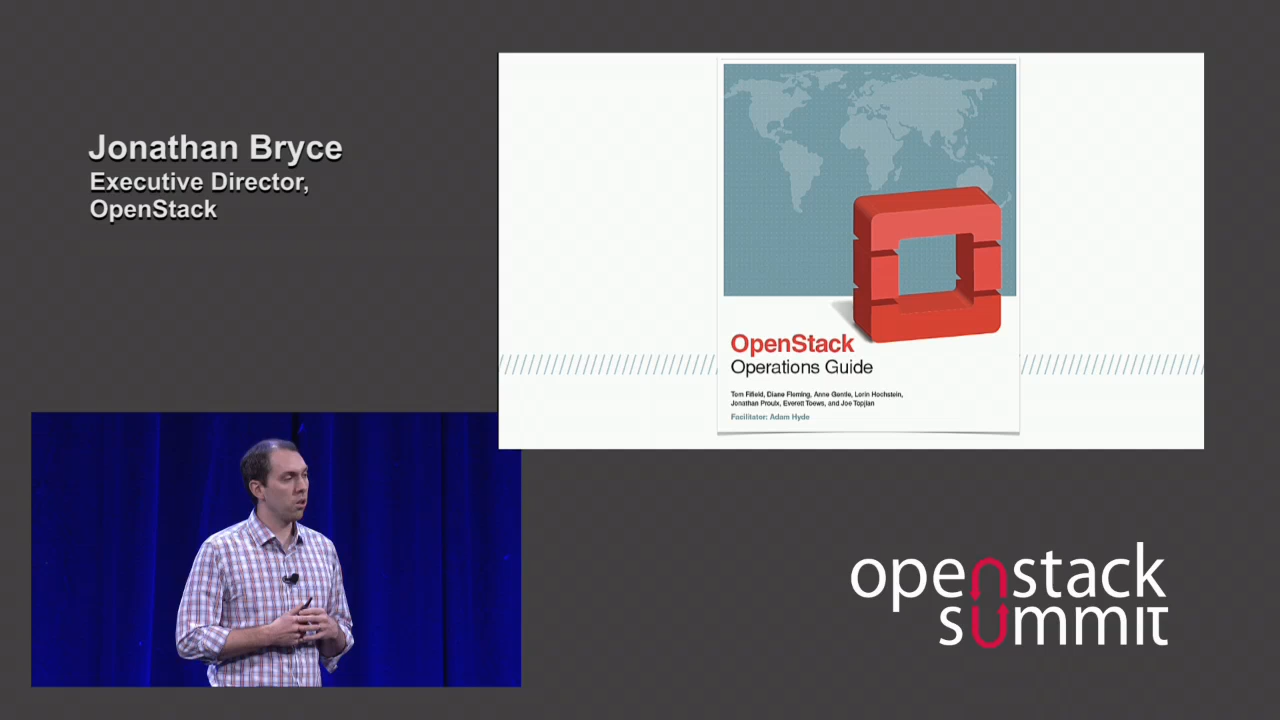 Jonathan Bryce
Executive Director,
OpenStack
OpenStack
Operations Guide
Tom Fifield, Diane Fleming, Anne Gentle, Lorin Hochstein,
Jonathan Proulx, Everett Toews, and Joe Topjian
Facilitator: Adam Hyde
openstack
summit